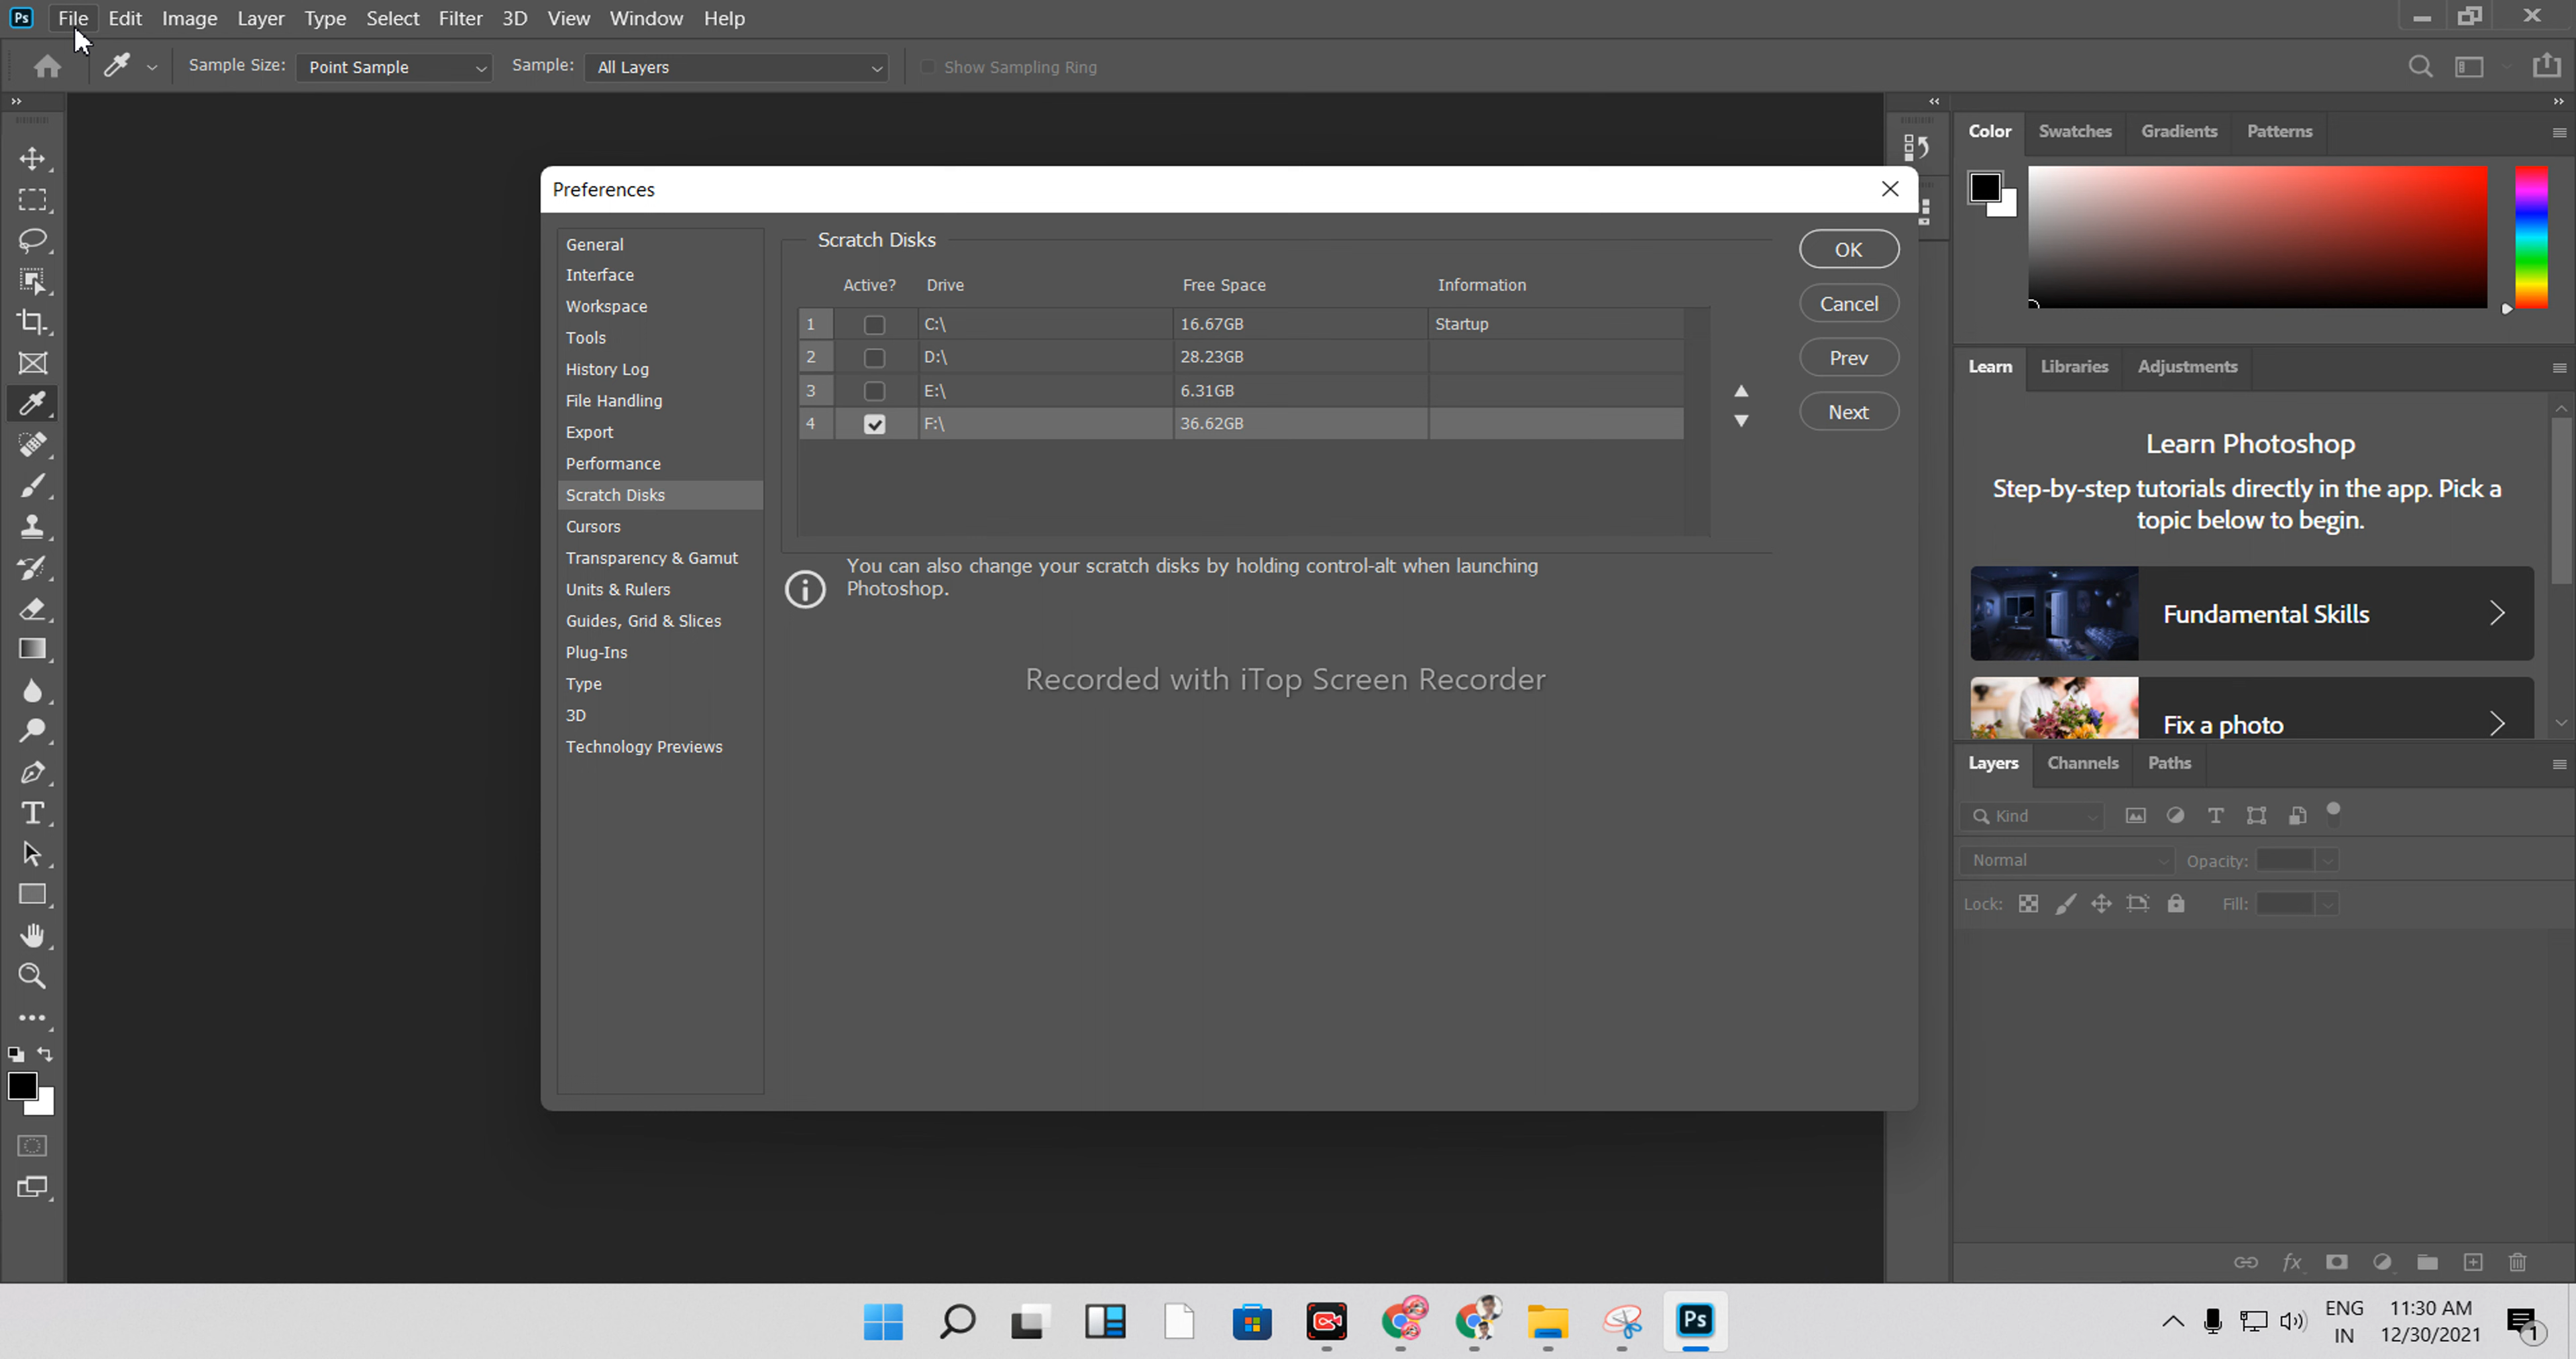 Ps File Edit Image Layer Type Select Filter 3D View Window Help
Sample Size: Point Sample Sample: All Layers Show Sampling Ring
Color Swatches Gradients Patterns
Preferences
General
Interface
Workspace
Tools
History Log
File Handling
Export
Performance
Scratch Disks
Cursors
Transparency & Gamut
Units & Rulers
Guides, Grid & Slices
Plug-Ins
Type
3D
Technology Previews
Scratch Disks
Active? Drive Free Space Information
1 C:\ 16.67GB Startup
2 D:\ 28.23GB
3 E:\ 6.31GB
4 F:\ 36.62GB
You can also change your scratch disks by holding control-alt when launching
Photoshop.
OK
Cancel
Prev
Next
Recorded with iTop Screen Recorder
Learn Libraries Adjustments
Learn Photoshop
Step-by-step tutorials directly in the app. Pick a
topic below to begin.
Fundamental Skills
Fix a photo
Layers Channels Paths
Kind
Normal Opacity:
Lock: Fill:
fx
Ps
ENG
IN
11:30 AM
12/30/2021
1